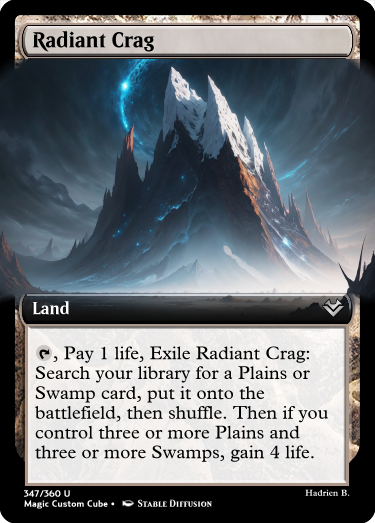 Radiant Crag
Land
, Pay 1 life, Exile Radiant Crag:
Search your library for a Plains or
Swamp card, put it onto the
battlefield, then shuffle. Then if you
control three or more Plains and
three or more Swamps, gain 4 life.
347/360 U
Hadrien B.
Magic Custom Cube • Stable Diffusion